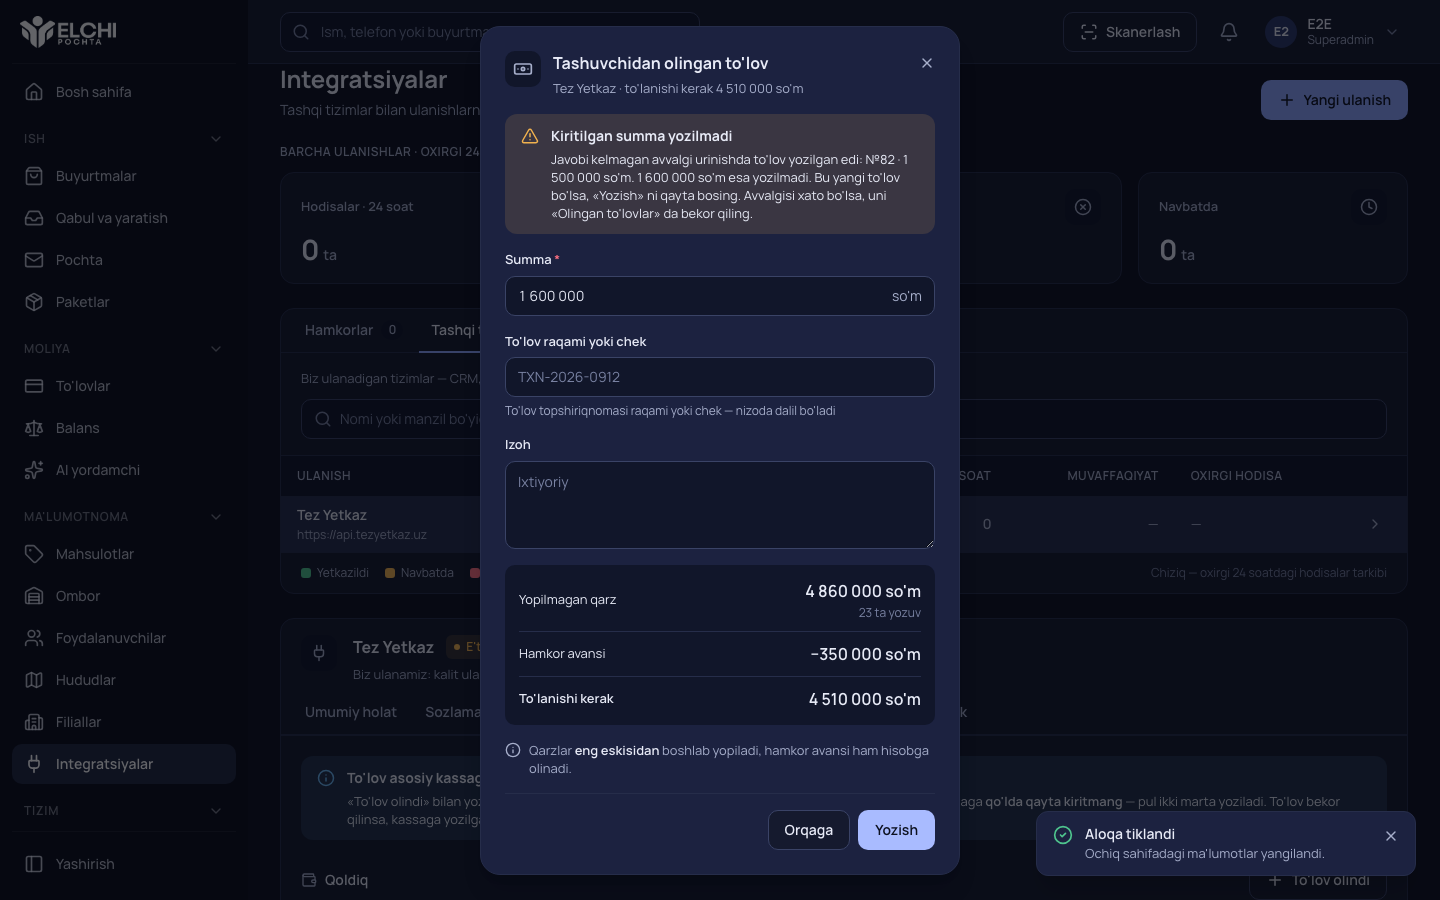 ELCHI
POCHTA
Ism, telefon yoki buyurtma
Skanerlash
E2
E2E
Superadmin
Bosh sahifa
ISH
Buyurtmalar
Qabul va yaratish
Pochta
Paketlar
MOLIYA
To'lovlar
Balans
AI yordamchi
MA'LUMOTNOMA
Mahsulotlar
Ombor
Foydalanuvchilar
Hududlar
Filiallar
Integratsiyalar
TIZIM
Yashirish
Integratsiyalar
Tashqi tizimlar bilan ulanishlarn
Yangi ulanish
BARCHA ULANISHLAR · OXIRGI 24
Hodisalar · 24 soat
0 ta
Navbatda
0 ta
Hamkorlar 0
Tashqi t
Biz ulanadigan tizimlar — CRM,
Nomi yoki manzil bo'yi
ULANISH
SOAT
MUVAFFAQIYAT
OXIRGI HODISA
Tez Yetkaz
https://api.tezyetkaz.uz
0
—
—
Yetkazildi
Navbatda
Chiziq — oxirgi 24 soatdagi hodisalar tarkibi
Tez Yetkaz
E't
Biz ulanamiz: kalit ula
Umumiy holat
Sozlama
k
To'lov asosiy kassag
«To'lov olindi» bilan yoz
aga qo'lda qayta kiritmang — pul ikki marta yoziladi. To'lov bekor
qilinsa, kassaga yozilga
Qoldiq
To'lov olindi
Tashuvchidan olingan to'lov
Tez Yetkaz · to'lanishi kerak 4 510 000 so'm
Kiritilgan summa yozilmadi
Javobi kelmagan avvalgi urinishda to'lov yozilgan edi: №82 · 1
500 000 so'm. 1 600 000 so'm esa yozilmadi. Bu yangi to'lov
bo'lsa, «Yozish» ni qayta bosing. Avvalgisi xato bo'lsa, uni
«Olingan to'lovlar» da bekor qiling.
Summa *
1 600 000 so'm
To'lov raqami yoki chek
TXN-2026-0912
To'lov topshiriqnomasi raqami yoki chek — nizoda dalil bo'ladi
Izoh
Ixtiyoriy
Yopilmagan qarz
4 860 000 so'm
23 ta yozuv
Hamkor avansi
−350 000 so'm
To'lanishi kerak
4 510 000 so'm
Qarzlar eng eskisidan boshlab yopiladi, hamkor avansi ham hisobga
olinadi.
Orqaga
Yozish
Aloqa tiklandi
Ochiq sahifadagi ma'lumotlar yangilandi.